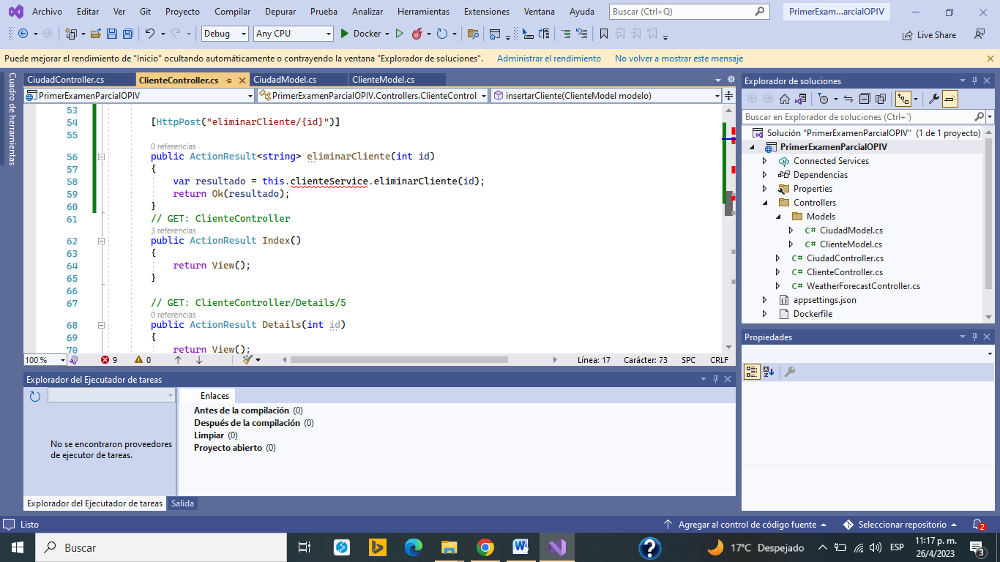 Archivo Editar Ver Git Proyecto Compilar Depurar Prueba Analizar Herramientas Extensiones Ventana Ayuda Buscar (Ctrl+Q) PrimerExam...arcialOPIV
Debug Any CPU Docker Live Share
Puede mejorar el rendimiento de "Inicio" ocultando automáticamente o contrayendo la ventana "Explorador de soluciones". Administrar el rendimiento No volver a mostrar este mensaje
Cuadro de herramientas
CiudadController.cs ClienteController.cs CiudadModel.cs ClienteModel.cs
PrimerExamenParcialOPIV PrimerExamenParcialOPIV.Controllers.ClienteControl insertarCliente(ClienteModel modelo)
53
54 [HttpPost("eliminarCliente/{id}")]
55
0 referencias
56 public ActionResult<string> eliminarCliente(int id)
57 {
58 var resultado = this.clienteService.eliminarCliente(id);
59 return Ok(resultado);
60 }
61 // GET: ClienteController
3 referencias
62 public ActionResult Index()
63 {
64 return View();
65 }
66
67 // GET: ClienteController/Details/5
0 referencias
68 public ActionResult Details(int id)
69 {
70 return View();
100 % 9 0 Línea: 17 Carácter: 73 SPC CRLF
Explorador del Ejecutador de tareas
Enlaces
Antes de la compilación (0)
Después de la compilación (0)
Limpiar (0)
Proyecto abierto (0)
No se encontraron proveedores
de ejecutor de tareas.
Explorador del Ejecutador de tareas Salida
Explorador de soluciones
Buscar en Explorador de soluciones (Ctrl+`)
Solución "PrimerExamenParcialOPIV" (1 de 1 proyecto)
PrimerExamenParcialOPIV
Connected Services
Dependencias
Properties
Controllers
Models
C# CiudadModel.cs
C# ClienteModel.cs
C# CiudadController.cs
C# ClienteController.cs
C# WeatherForecastController.cs
appsettings.json
Dockerfile
Propiedades
Listo Agregar al control de código fuente Seleccionar repositorio 2
Buscar 17°C Despejado ESP 11:17 p. m.
26/4/2023 3